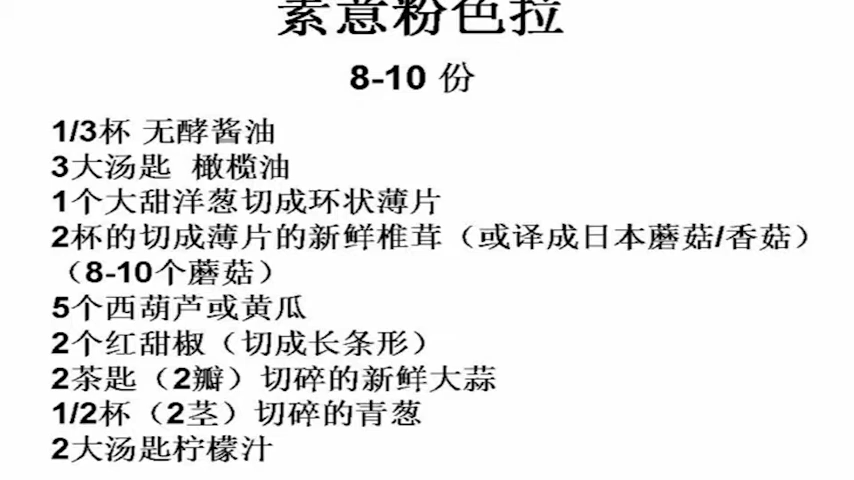 素意粉色拉
8-10 份
1/3杯 无酵酱油
3大汤匙 橄榄油
1个大甜洋葱切成环状薄片
2杯的切成薄片的新鲜椎茸（或译成日本蘑菇/香菇）
（8-10个蘑菇）
5个西葫芦或黄瓜
2个红甜椒（切成长条形）
2茶匙（2瓣）切碎的新鲜大蒜
1/2杯（2茎）切碎的青葱
2大汤匙柠檬汁